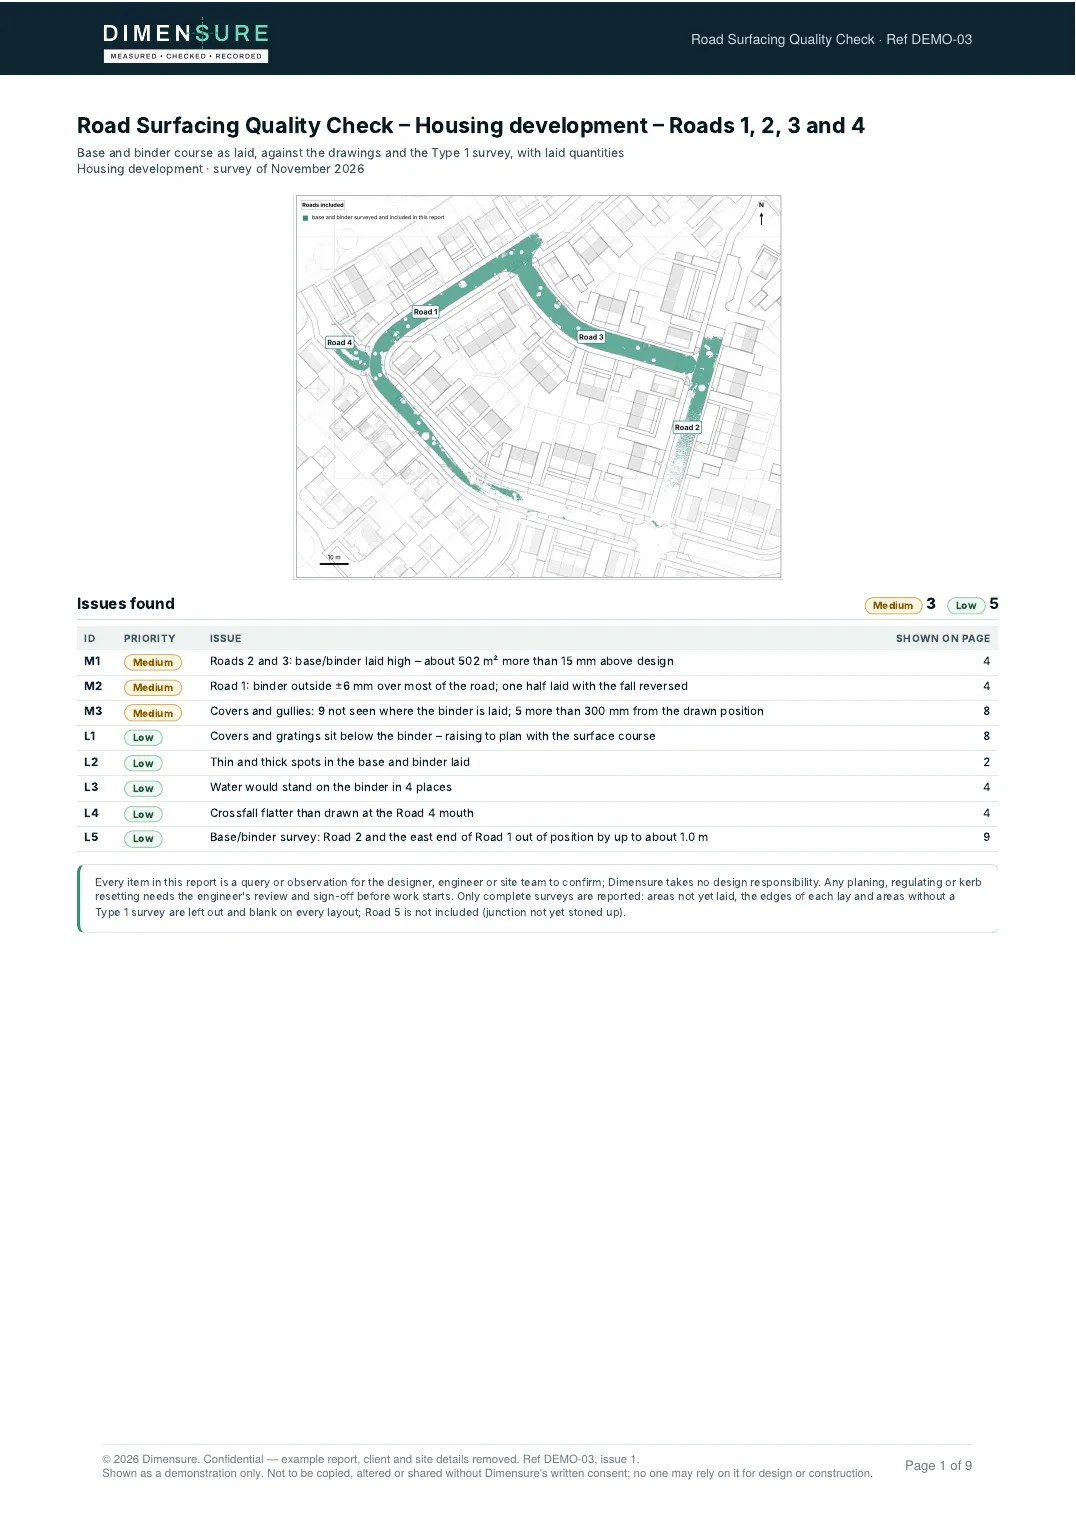 DIMENSURE
MEASURED • CHECKED • RECORDED
Road Surfacing Quality Check · Ref DEMO-03
Road Surfacing Quality Check – Housing development – Roads 1, 2, 3 and 4
Base and binder course as laid, against the drawings and the Type 1 survey, with laid quantities
Housing development · survey of November 2026
Roads included
base and binder surveyed and included in this report
N
Road 1
Road 4
Road 3
Road 2
10 m
Issues found
Medium 3 Low 5
ID PRIORITY ISSUE SHOWN ON PAGE
M1 Medium Roads 2 and 3: base/binder laid high – about 502 m² more than 15 mm above design 4
M2 Medium Road 1: binder outside ±6 mm over most of the road; one half laid with the fall reversed 4
M3 Medium Covers and gullies: 9 not seen where the binder is laid; 5 more than 300 mm from the drawn position 8
L1 Low Covers and gratings sit below the binder – raising to plan with the surface course 8
L2 Low Thin and thick spots in the base and binder laid 2
L3 Low Water would stand on the binder in 4 places 4
L4 Low Crossfall flatter than drawn at the Road 4 mouth 4
L5 Low Base/binder survey: Road 2 and the east end of Road 1 out of position by up to about 1.0 m 9
Every item in this report is a query or observation for the designer, engineer or site team to confirm; Dimensure takes no design responsibility. Any planing, regulating or kerb
resetting needs the engineer's review and sign-off before work starts. Only complete surveys are reported: areas not yet laid, the edges of each lay and areas without a
Type 1 survey are left out and blank on every layout; Road 5 is not included (junction not yet stoned up).
© 2026 Dimensure. Confidential — example report, client and site details removed. Ref DEMO-03, issue 1.
Shown as a demonstration only. Not to be copied, altered or shared without Dimensure's written consent; no one may rely on it for design or construction.
Page 1 of 9